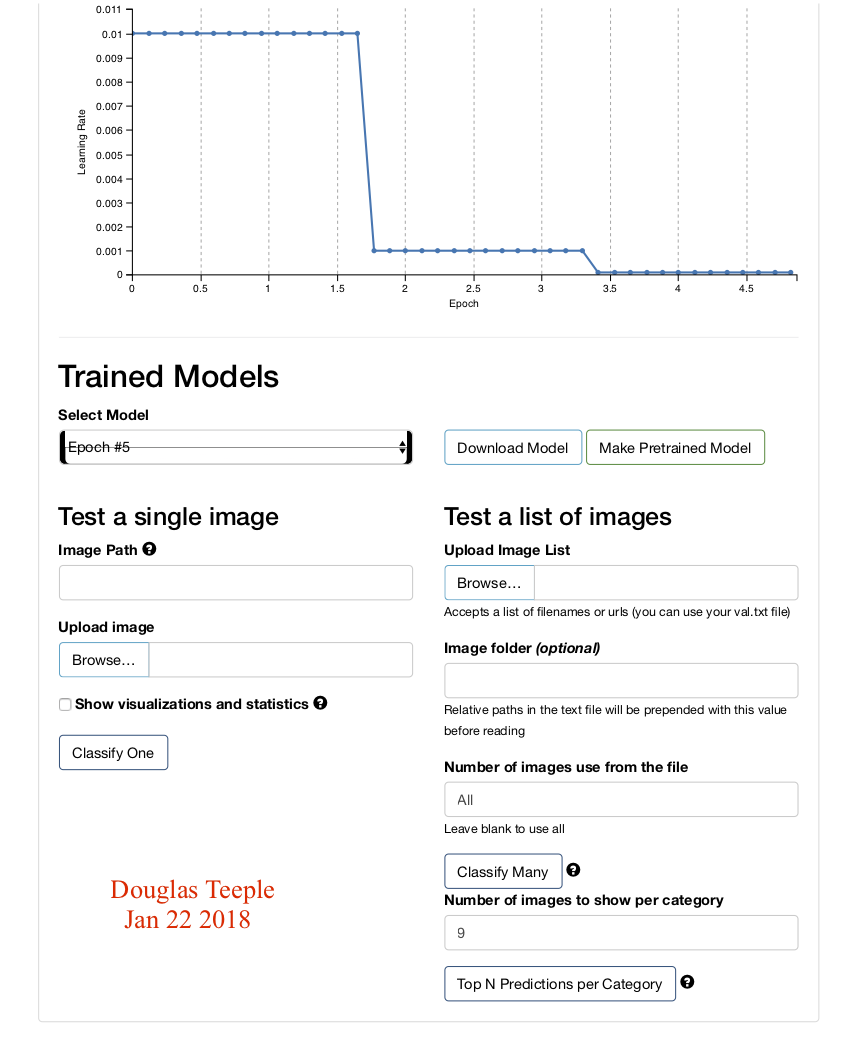 0.011
0.01
0.009
0.008
0.007
0.006
0.005
0.004
0.003
0.002
0.001
0
Learning Rate
0 0.5 1 1.5 2 2.5 3 3.5 4 4.5
Epoch
Trained Models
Select Model
Epoch #5
Download Model Make Pretrained Model
Test a single image
Image Path ?
Upload image
Browse...
Show visualizations and statistics ?
Classify One
Test a list of images
Upload Image List
Browse...
Accepts a list of filenames or urls (you can use your val.txt file)
Image folder (optional)
Relative paths in the text file will be prepended with this value
before reading
Number of images use from the file
All
Leave blank to use all
Classify Many ?
Number of images to show per category
9
Top N Predictions per Category ?
Douglas Teeple
Jan 22 2018